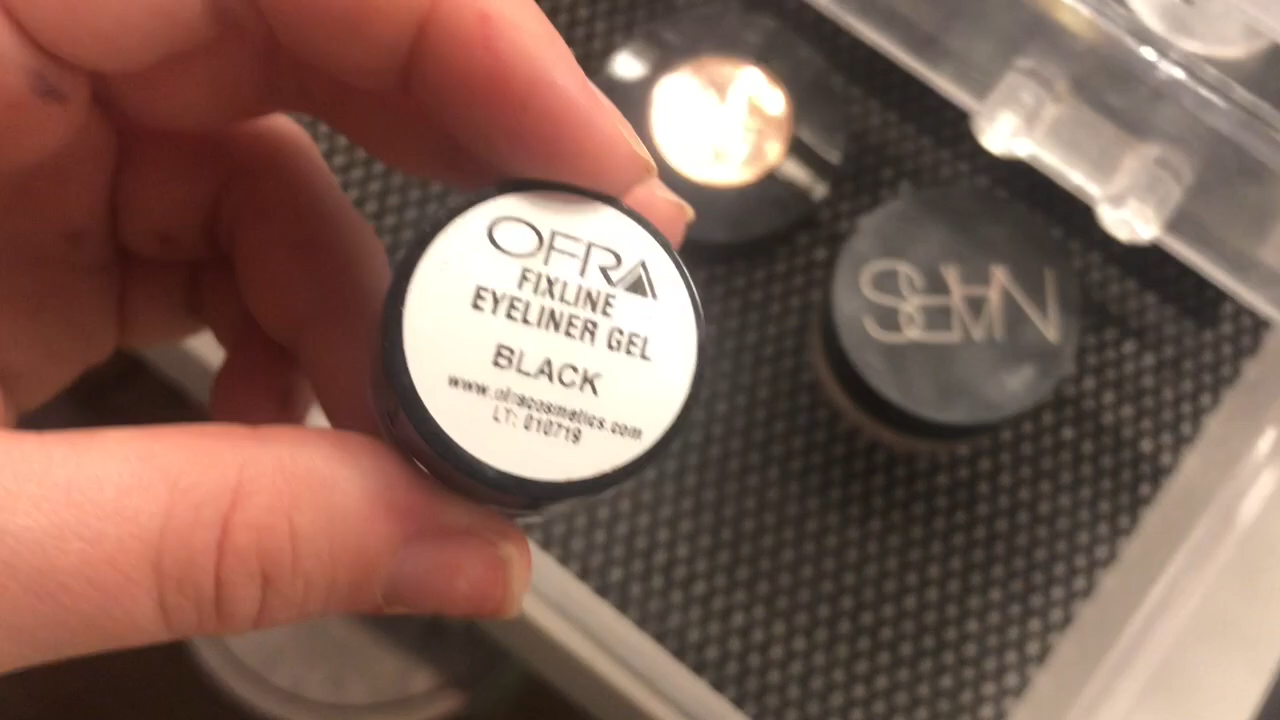 OFRA
FIXLINE
EYELINER GEL
BLACK
www.ofracosmetics.com
LT: 010719
NARS